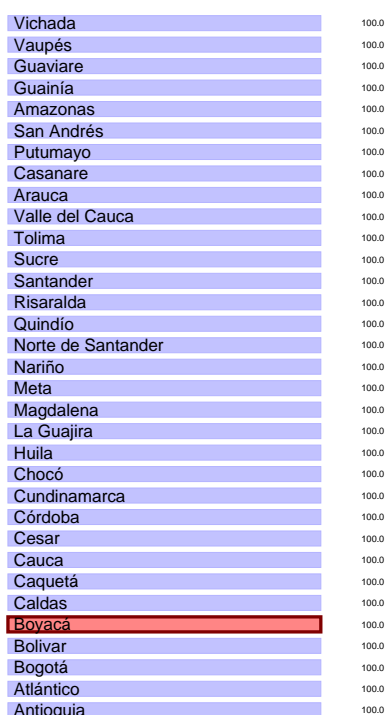 Vichada 100.0
Vaupés 100.0
Guaviare 100.0
Guainía 100.0
Amazonas 100.0
San Andrés 100.0
Putumayo 100.0
Casanare 100.0
Arauca 100.0
Valle del Cauca 100.0
Tolima 100.0
Sucre 100.0
Santander 100.0
Risaralda 100.0
Quindío 100.0
Norte de Santander 100.0
Nariño 100.0
Meta 100.0
Magdalena 100.0
La Guajira 100.0
Huila 100.0
Chocó 100.0
Cundinamarca 100.0
Córdoba 100.0
Cesar 100.0
Cauca 100.0
Caquetá 100.0
Caldas 100.0
Boyacá 100.0
Bolivar 100.0
Bogotá 100.0
Atlántico 100.0
Antioquia 100.0